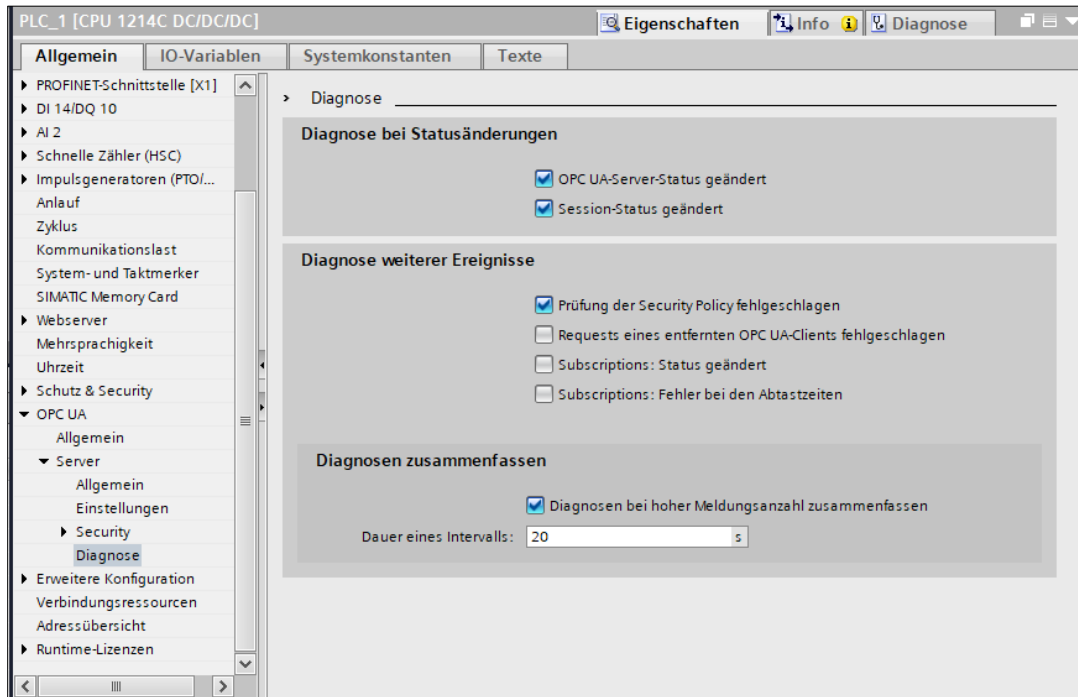 PLC_1 [CPU 1214C DC/DC/DC]
Eigenschaften
Info
Diagnose
Allgemein
IO-Variablen
Systemkonstanten
Texte
PROFINET-Schnittstelle [X1]
DI 14/DQ 10
AI 2
Schnelle Zähler (HSC)
Impulsgeneratoren (PTO/...
Anlauf
Zyklus
Kommunikationslast
System- und Taktmerker
SIMATIC Memory Card
Webserver
Mehrsprachigkeit
Uhrzeit
Schutz & Security
OPC UA
Allgemein
Server
Allgemein
Einstellungen
Security
Diagnose
Erweitere Konfiguration
Verbindungsressourcen
Adressübersicht
Runtime-Lizenzen
Diagnose
Diagnose bei Statusänderungen
OPC UA-Server-Status geändert
Session-Status geändert
Diagnose weiterer Ereignisse
Prüfung der Security Policy fehlgeschlagen
Requests eines entfernten OPC UA-Clients fehlgeschlagen
Subscriptions: Status geändert
Subscriptions: Fehler bei den Abtastzeiten
Diagnosen zusammenfassen
Diagnosen bei hoher Meldungsanzahl zusammenfassen
Dauer eines Intervalls: 20 s